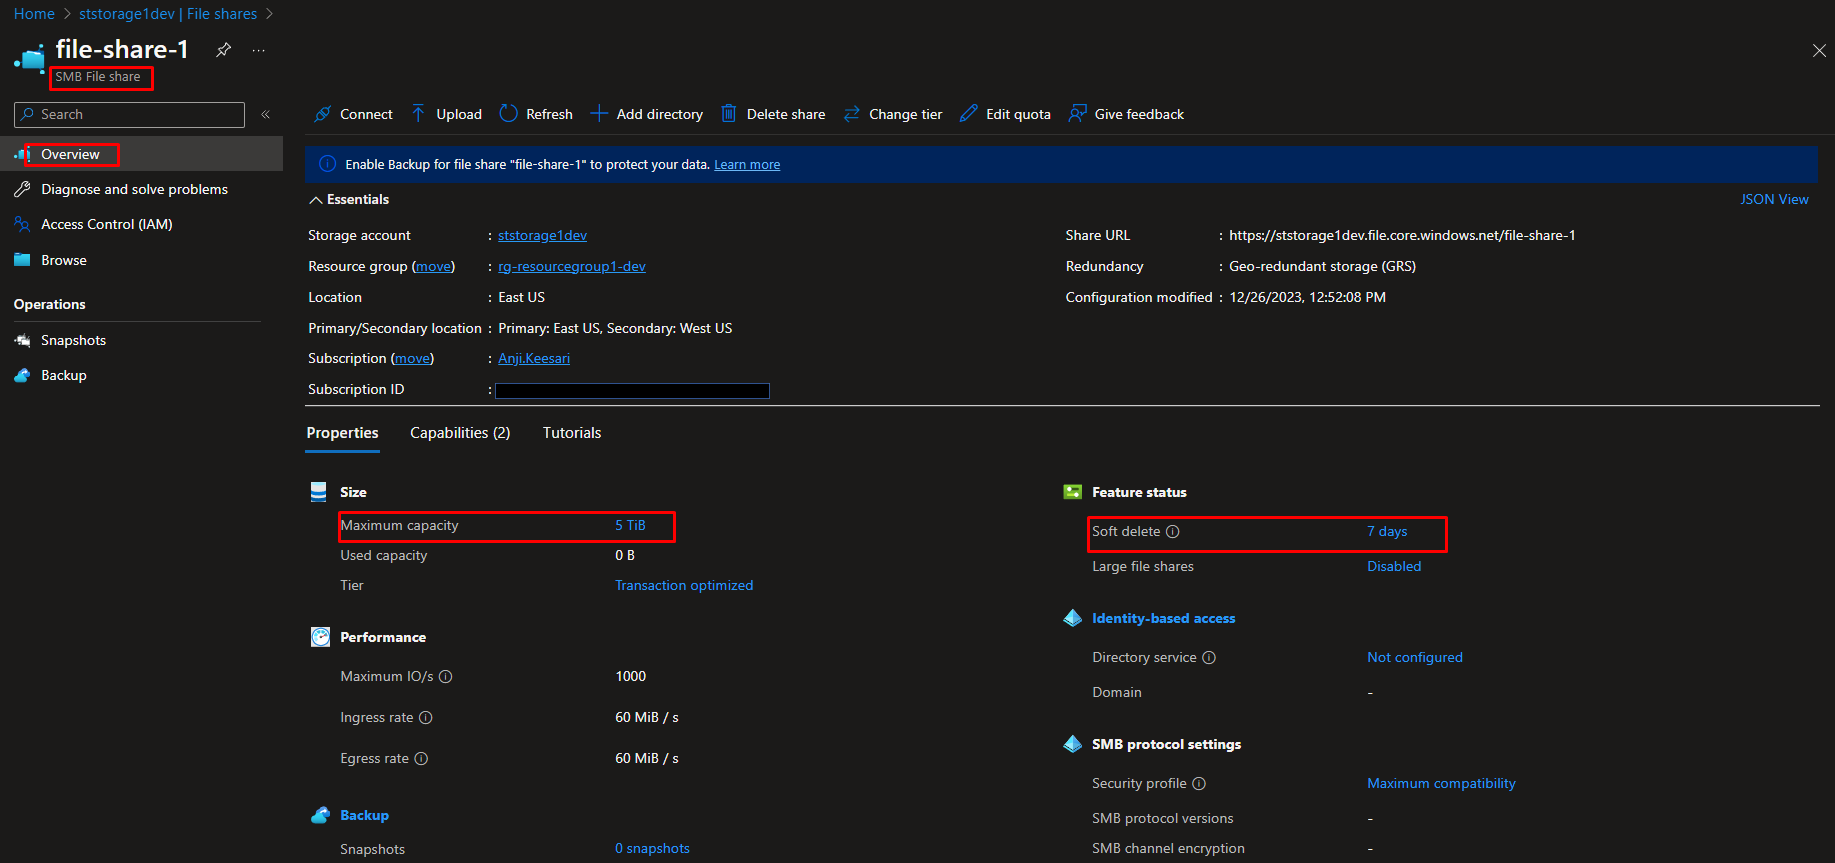 Home > ststorage1dev | File shares >
file-share-1 ...
SMB File share
Search
«
Overview
Diagnose and solve problems
Access Control (IAM)
Browse
Operations
Snapshots
Backup
Connect Upload Refresh Add directory Delete share Change tier Edit quota Give feedback
Enable Backup for file share "file-share-1" to protect your data. Learn more
Essentials
JSON View
Storage account : ststorage1dev
Resource group (move) : rg-resourcegroup1-dev
Location : East US
Primary/Secondary location : Primary: East US, Secondary: West US
Subscription (move) : Anji.Keesari
Subscription ID :
Share URL : https://ststorage1dev.file.core.windows.net/file-share-1
Redundancy : Geo-redundant storage (GRS)
Configuration modified : 12/26/2023, 12:52:08 PM
Properties Capabilities (2) Tutorials
Size
Maximum capacity 5 TiB
Used capacity 0 B
Tier Transaction optimized
Performance
Maximum IO/s 1000
Ingress rate 60 MiB / s
Egress rate 60 MiB / s
Backup
Snapshots 0 snapshots
Feature status
Soft delete 7 days
Large file shares Disabled
Identity-based access
Directory service Not configured
Domain -
SMB protocol settings
Security profile Maximum compatibility
SMB protocol versions -
SMB channel encryption -